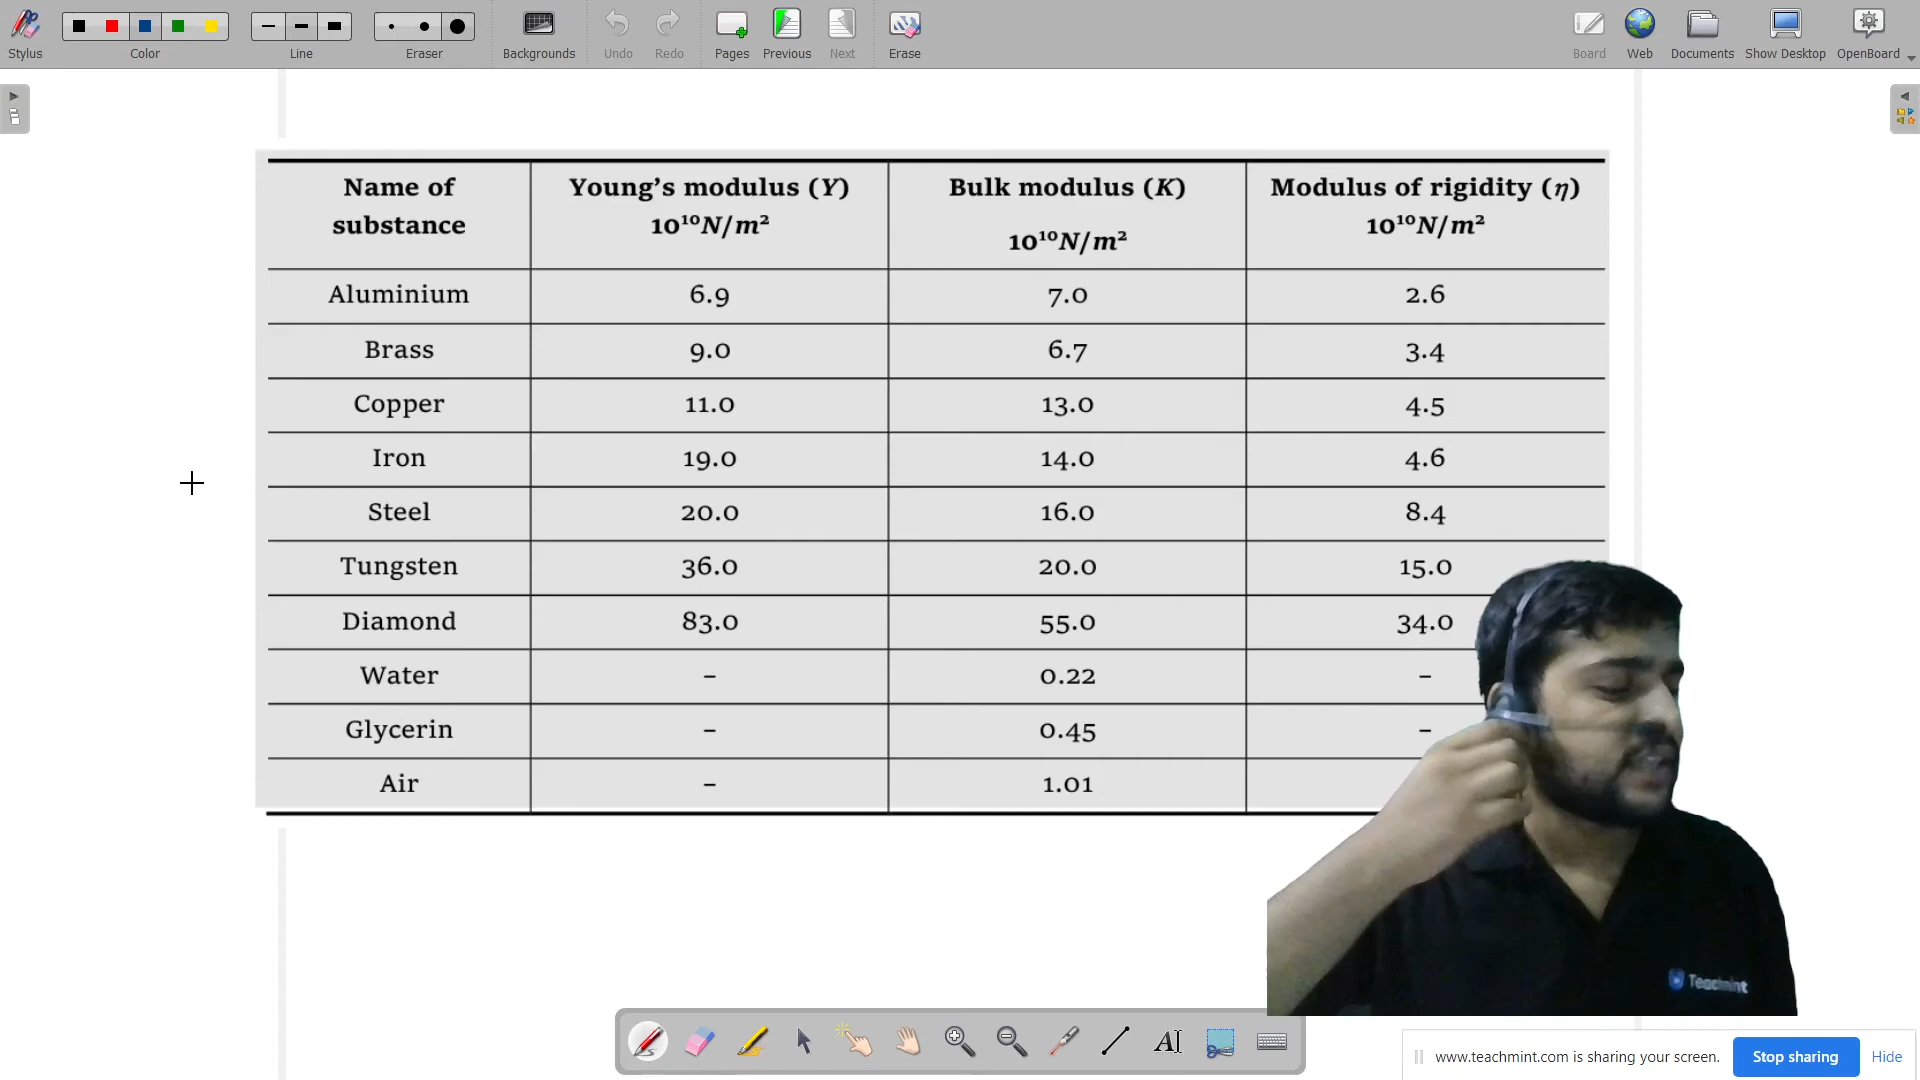 Stylus
Color
Line
Eraser
Backgrounds
Undo
Redo
Pages
Previous
Next
Erase
Board
Web
Documents
Show Desktop
OpenBoard
Name of substance | Young's modulus (Y) 10¹⁰N/m² | Bulk modulus (K) 10¹⁰N/m² | Modulus of rigidity (η) 10¹⁰N/m²
Aluminium | 6.9 | 7.0 | 2.6
Brass | 9.0 | 6.7 | 3.4
Copper | 11.0 | 13.0 | 4.5
Iron | 19.0 | 14.0 | 4.6
Steel | 20.0 | 16.0 | 8.4
Tungsten | 36.0 | 20.0 | 15.0
Diamond | 83.0 | 55.0 | 34.0
Water | – | 0.22 | –
Glycerin | – | 0.45 | –
Air | – | 1.01
Teachmint
AI
www.teachmint.com is sharing your screen.
Stop sharing
Hide